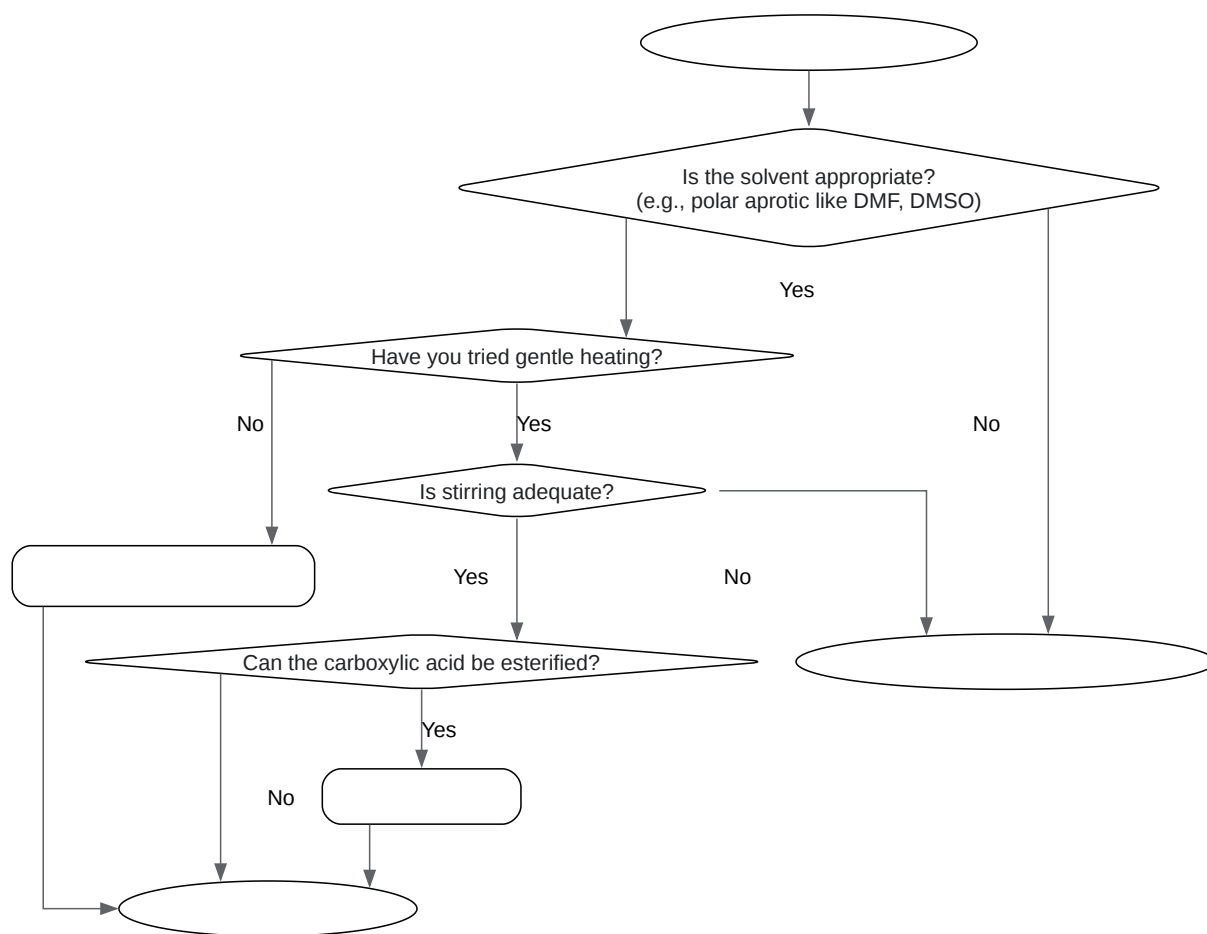 Is the solvent appropriate?
(e.g., polar aprotic like DMF, DMSO)
Yes
Have you tried gentle heating?
No
Yes
No
Is stirring adequate?
Yes
No
Can the carboxylic acid be esterified?
Yes
No